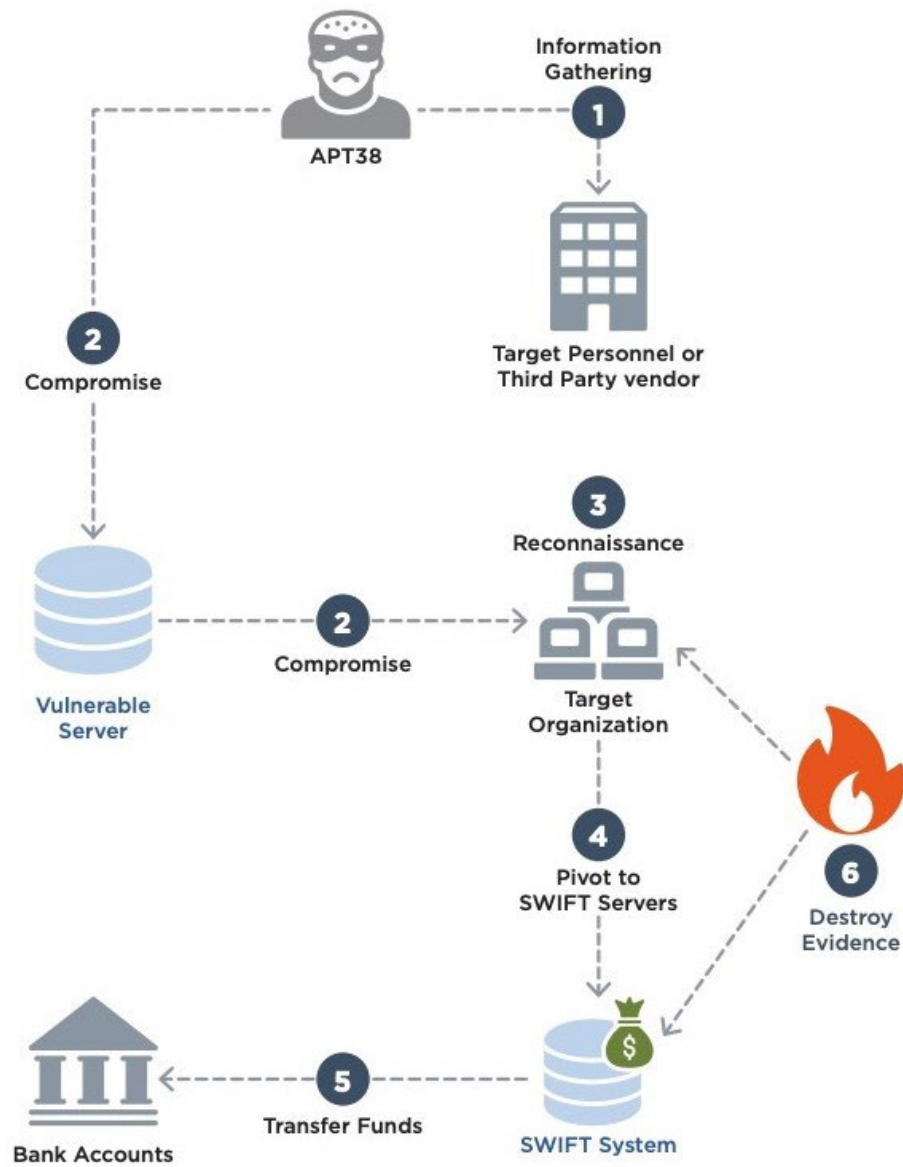 Information
Gathering
1
APT38
2
Compromise
Target Personnel or
Third Party vendor
3
Reconnaissance
2
Compromise
Vulnerable
Server
Target
Organization
4
Pivot to
SWIFT Servers
6
Destroy
Evidence
$
5
Transfer Funds
Bank Accounts
SWIFT System